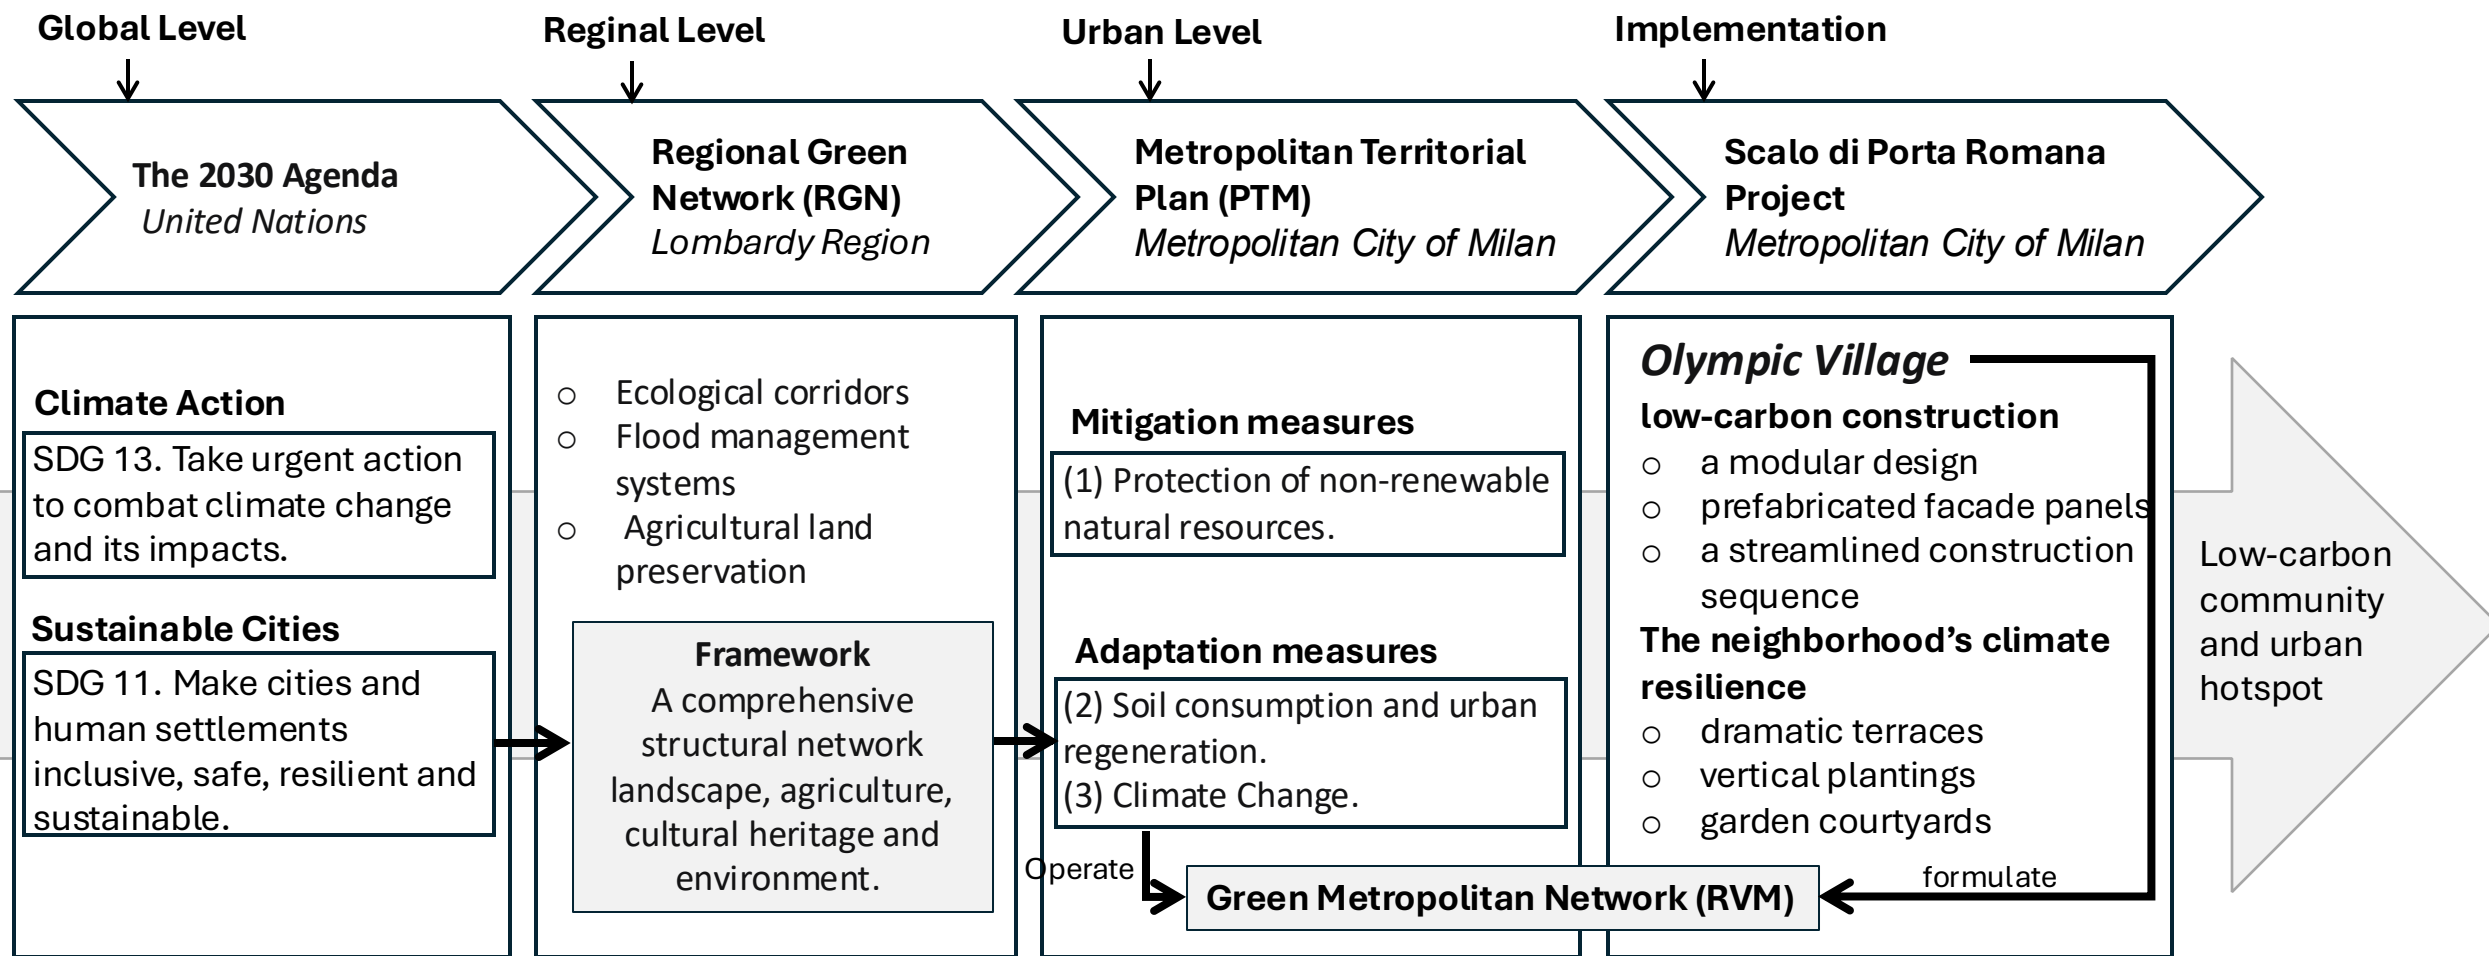 Global Level
Reginal Level
Urban Level
Implementation
The 2030 Agenda
United Nations
Regional Green
Network (RGN)
Lombardy Region
Metropolitan Territorial
Plan (PTM)
Metropolitan City of Milan
Scalo di Porta Romana
Project
Metropolitan City of Milan
Climate Action
SDG 13. Take urgent action
to combat climate change
and its impacts.
Sustainable Cities
SDG 11. Make cities and
human settlements
inclusive, safe, resilient and
sustainable.
o Ecological corridors
o Flood management
systems
o Agricultural land
preservation
Framework
A comprehensive
structural network
landscape, agriculture,
cultural heritage and
environment.
Mitigation measures
(1) Protection of non-renewable
natural resources.
Adaptation measures
(2) Soil consumption and urban
regeneration.
(3) Climate Change.
Operate
Green Metropolitan Network (RVM)
Olympic Village
low-carbon construction
o a modular design
o prefabricated facade panels
o a streamlined construction
sequence
The neighborhood’s climate
resilience
o dramatic terraces
o vertical plantings
o garden courtyards
formulate
Low-carbon
community
and urban
hotspot